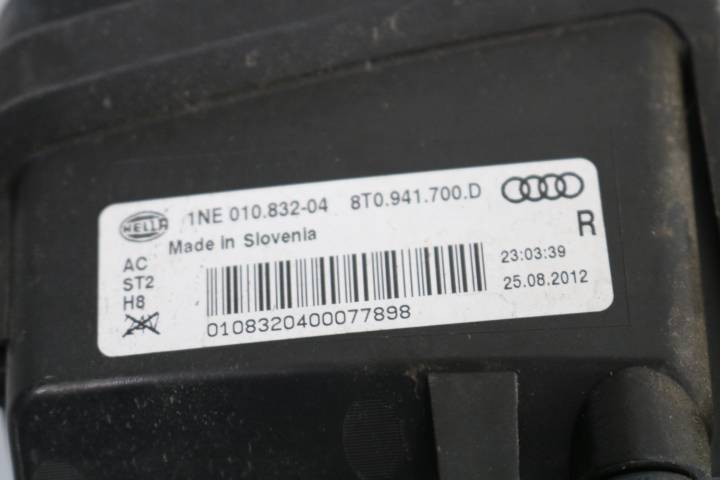 HELLA 1NE 010.832-04 8T0.941.700.D
Made in Slovenia R
AC
ST2
H8
23:03:39
25.08.2012
0108320400077898